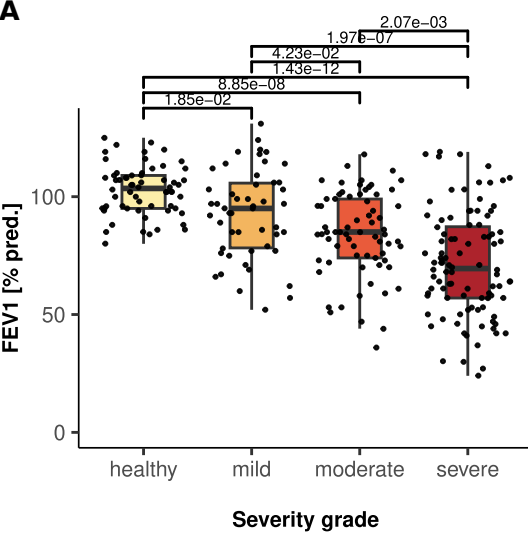 A
2.07e-03
1.97e-07
4.23e-02
1.43e-12
8.85e-08
1.85e-02
FEV1 [% pred.]
100
50
0
healthy mild moderate severe
Severity grade